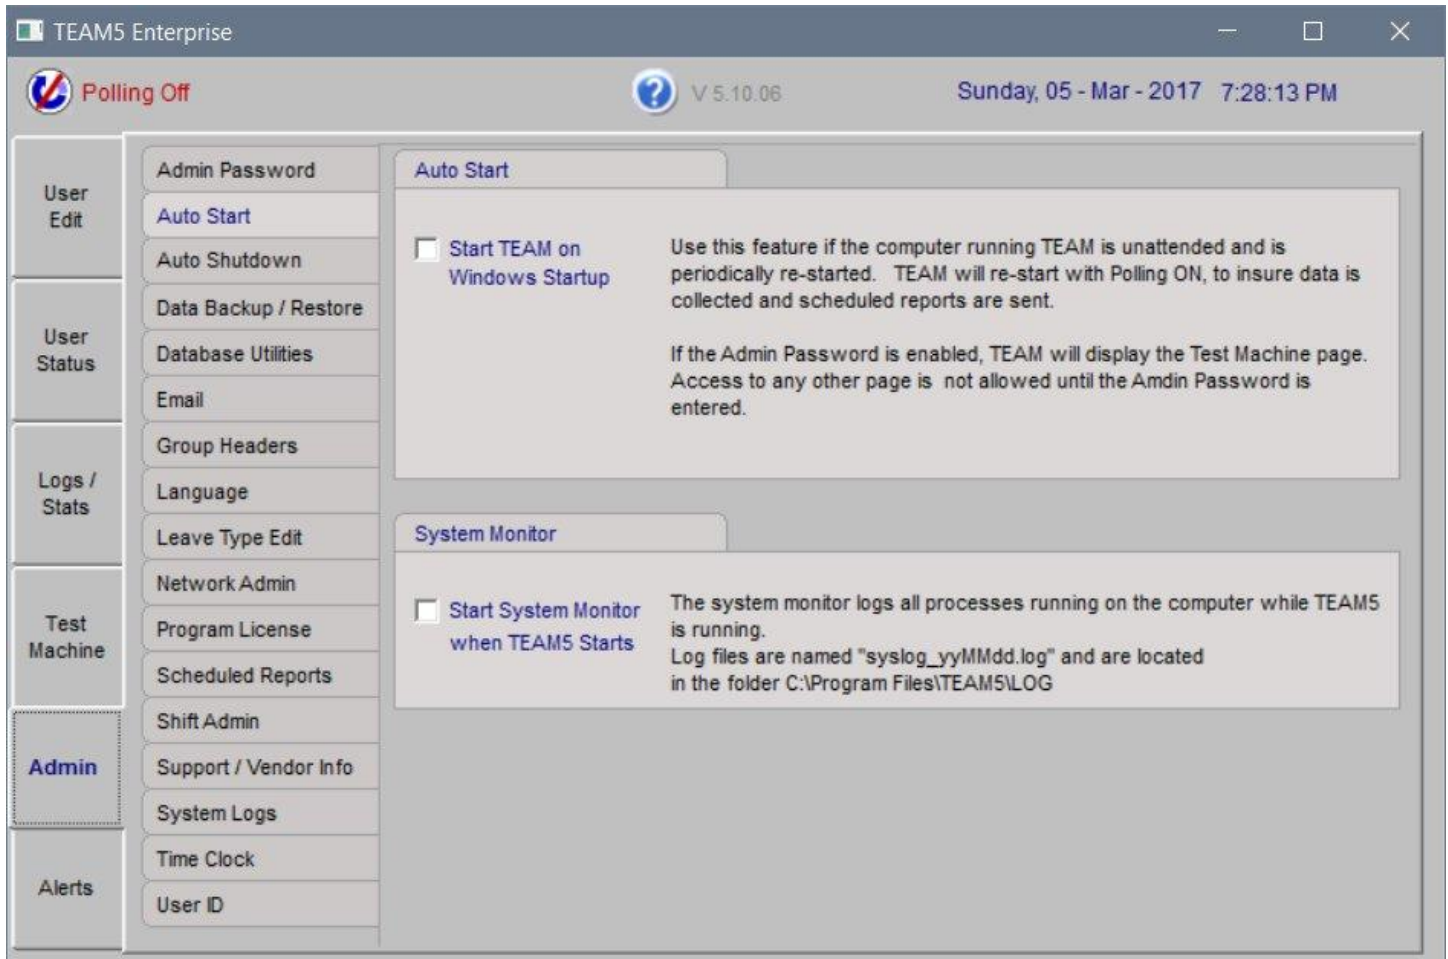 TEAM5 Enterprise
Polling Off
V 5.10.06
Sunday, 05 - Mar - 2017 7:28:13 PM
User
Edit
User
Status
Logs /
Stats
Test
Machine
Admin
Alerts
Admin Password
Auto Start
Auto Shutdown
Data Backup / Restore
Database Utilities
Email
Group Headers
Language
Leave Type Edit
Network Admin
Program License
Scheduled Reports
Shift Admin
Support / Vendor Info
System Logs
Time Clock
User ID
Auto Start
Start TEAM on
Windows Startup
Use this feature if the computer running TEAM is unattended and is
periodically re-started. TEAM will re-start with Polling ON, to insure data is
collected and scheduled reports are sent.
If the Admin Password is enabled, TEAM will display the Test Machine page.
Access to any other page is not allowed until the Amdin Password is
entered.
System Monitor
Start System Monitor
when TEAM5 Starts
The system monitor logs all processes running on the computer while TEAM5
is running.
Log files are named "syslog_yyMMdd.log" and are located
in the folder C:\Program Files\TEAM5\LOG